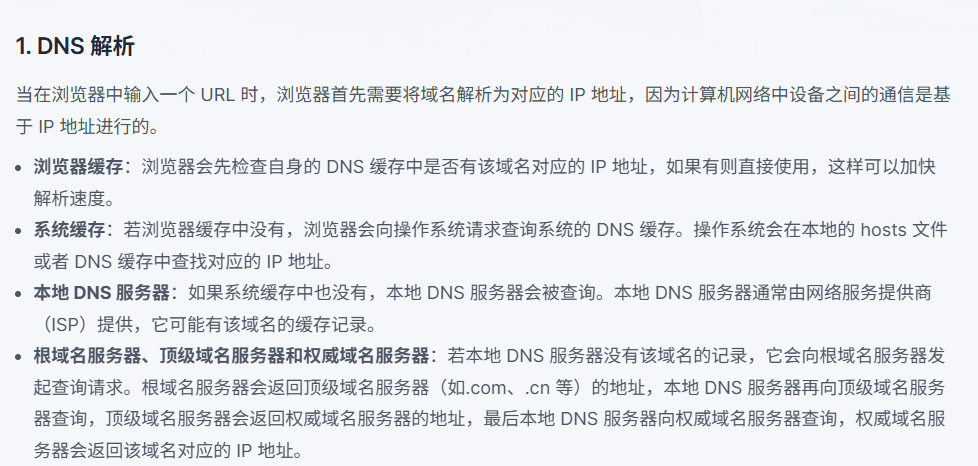 1. DNS 解析
当在浏览器中输入一个 URL 时，浏览器首先需要将域名解析为对应的 IP 地址，因为计算机网络中设备之间的通信是基
于 IP 地址进行的。
• 浏览器缓存：浏览器会先检查自身的 DNS 缓存中是否有该域名对应的 IP 地址，如果有则直接使用，这样可以加快
解析速度。
• 系统缓存：若浏览器缓存中没有，浏览器会向操作系统请求查询系统的 DNS 缓存。操作系统会在本地的 hosts 文件
或者 DNS 缓存中查找对应的 IP 地址。
• 本地 DNS 服务器：如果系统缓存中也没有，本地 DNS 服务器会被查询。本地 DNS 服务器通常由网络服务提供商
（ISP）提供，它可能有该域名的缓存记录。
• 根域名服务器、顶级域名服务器和权威域名服务器：若本地 DNS 服务器没有该域名的记录，它会向根域名服务器发
起查询请求。根域名服务器会返回顶级域名服务器（如.com、.cn 等）的地址，本地 DNS 服务器再向顶级域名服务
器查询，顶级域名服务器会返回权威域名服务器的地址，最后本地 DNS 服务器向权威域名服务器查询，权威域名服
务器会返回该域名对应的 IP 地址。